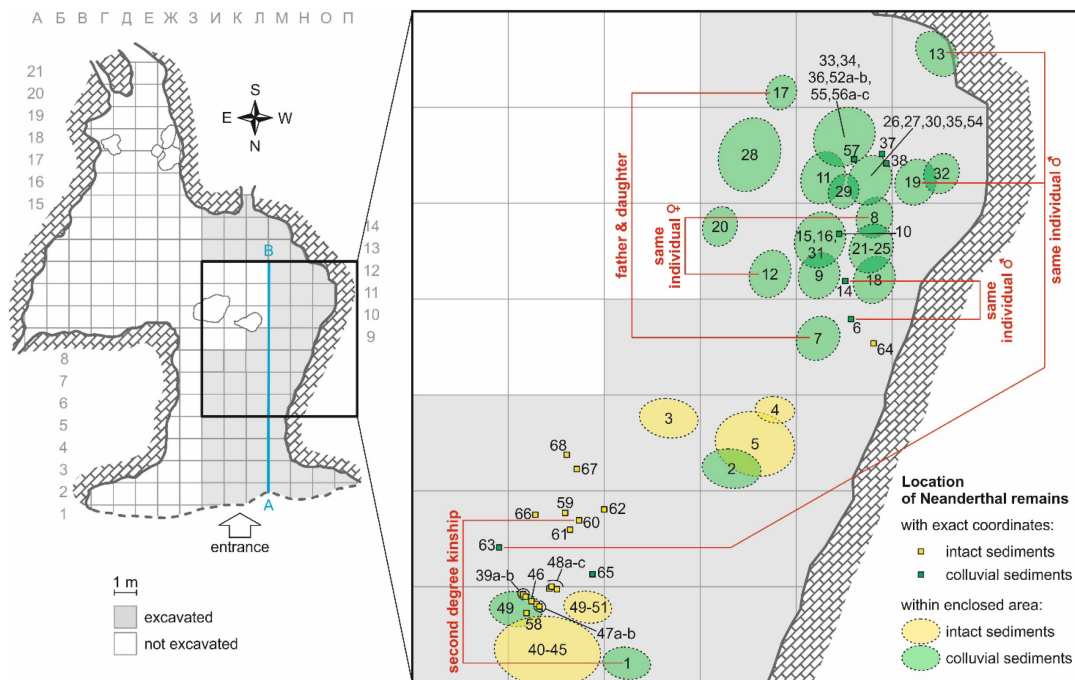 А Б В Г Д Е Ж З И К Л М Н О П
21
20
19
18
17
16
15
14
13
12
11
10
9
8
7
6
5
4
3
2
1
S
E W
N
B
A
entrance
1 m
excavated
not excavated
13
33, 34,
36, 52a-b,
55, 56a-c
17
26, 27, 30, 35, 54
37
28
57
38
11
32
19
29
8
20
10
15, 16,
31
21-25
12
9
18
14
6
7
64
3
4
5
2
68
67
59
62
66
60
61
63
48a-c
65
46
39a-b
49
49-51
58
47a-b
40-45
1
father & daughter
same
individual ♀
same
individual ♂
same individual ♂
second degree kinship
Location
of Neanderthal remains
with exact coordinates:
intact sediments
colluvial sediments
within enclosed area:
intact sediments
colluvial sediments